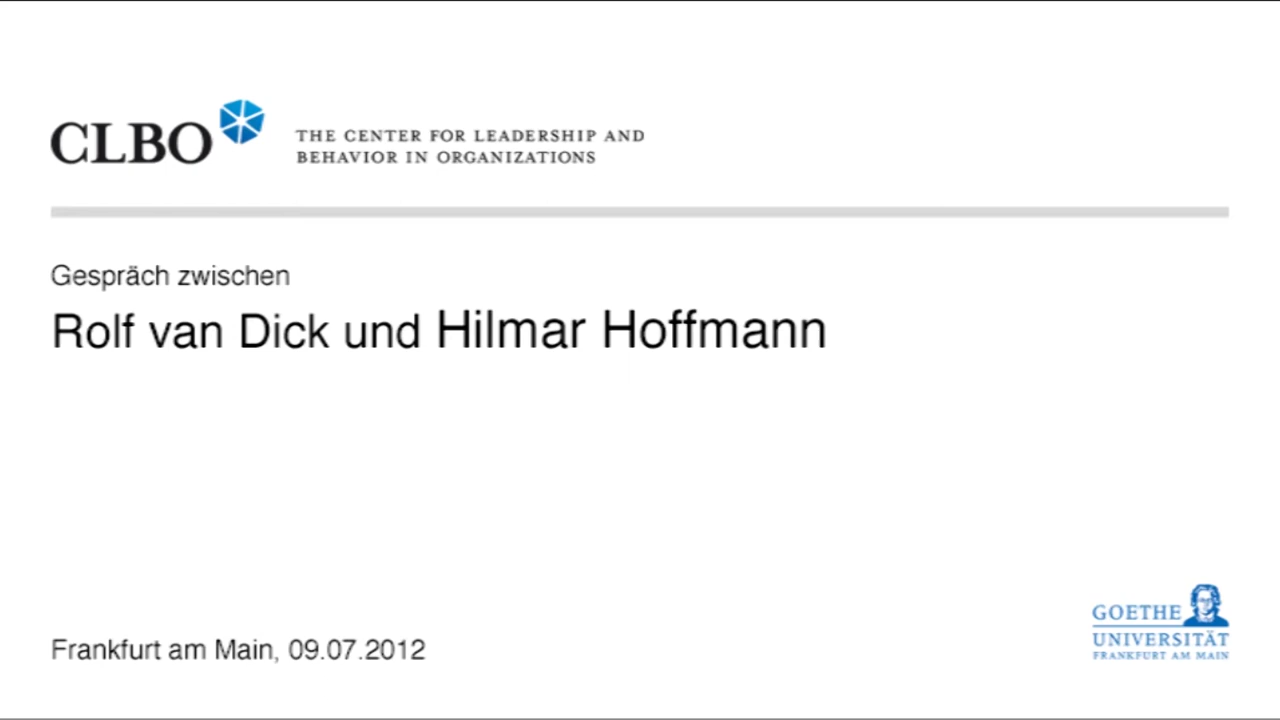 CLBO
THE CENTER FOR LEADERSHIP AND
BEHAVIOR IN ORGANIZATIONS
Gespräch zwischen
Rolf van Dick und Hilmar Hoffmann
Frankfurt am Main, 09.07.2012
GOETHE
UNIVERSITÄT
FRANKFURT AM MAIN